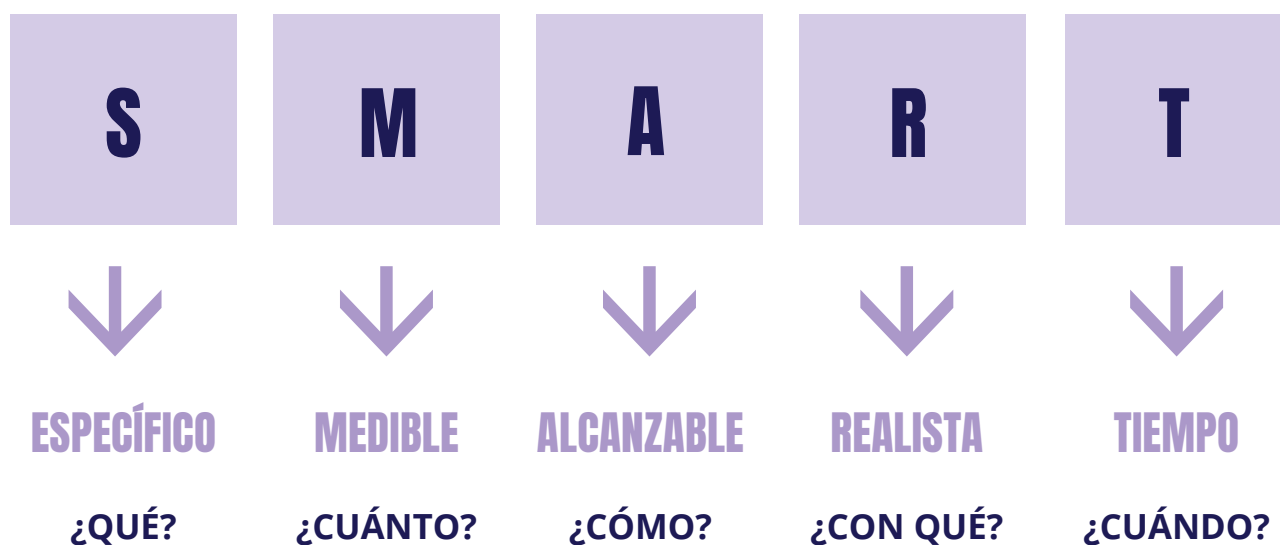 S M A R T
ESPECÍFICO MEDIBLE ALCANZABLE REALISTA TIEMPO
¿QUÉ? ¿CUÁNTO? ¿CÓMO? ¿CON QUÉ? ¿CUÁNDO?